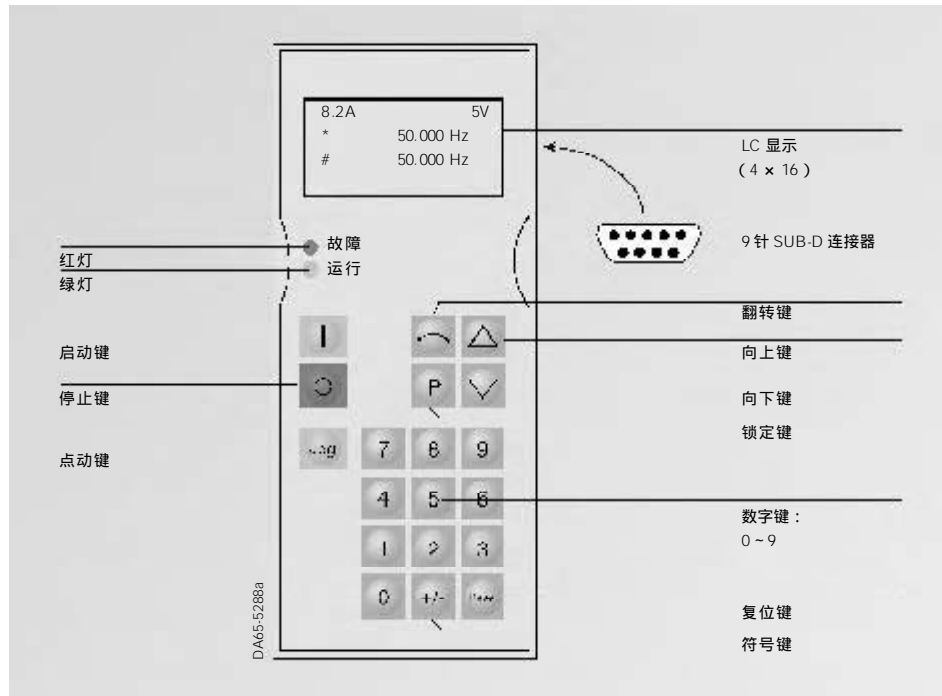 8.2A 5V
* 50.000 Hz
# 50.000 Hz
LC 显示
(4 × 16)
9针 SUB-D 连接器
故障
运行
红灯
绿灯
翻转键
向上键
向下键
锁定键
启动键
停止键
点动键
P
Jog
7 8 9
4 5 6
1 2 3
0 +/-
数字键:
0~9
复位键
符号键
DA65-5288a